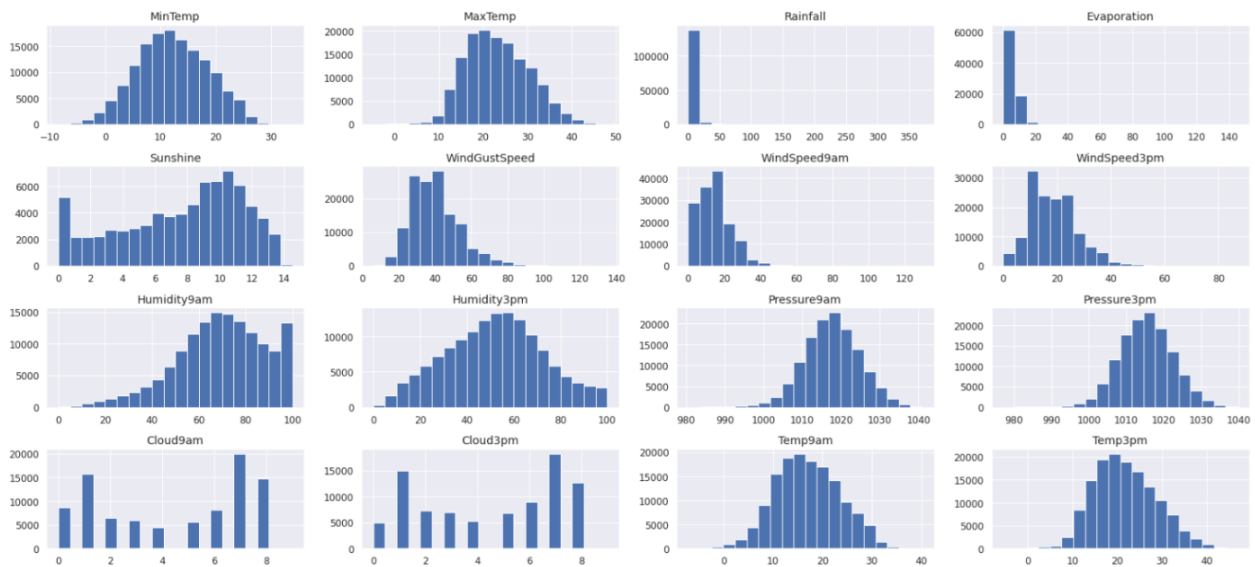 MinTemp MaxTemp Rainfall Evaporation
15000 20000 100000 60000
10000 15000 50000 40000
5000 10000 0 20000
0 5000 0
0
−10 0 10 20 30 0 10 20 30 40 50 0 50 100 150 200 250 300 350 0 20 40 60 80 100 120 140
Sunshine WindGustSpeed WindSpeed9am WindSpeed3pm
6000 20000 40000 30000
4000 10000 30000 20000
2000 0 20000 10000
0 10000 0
0
0 2 4 6 8 10 12 14 0 20 40 60 80 100 120 140 0 20 40 60 80 100 120 0 20 40 60 80
Humidity9am Humidity3pm Pressure9am Pressure3pm
15000 10000 20000 20000
10000 5000 15000 15000
5000 0 10000 10000
0 5000 5000
0 0
0 20 40 60 80 100 0 20 40 60 80 100 980 990 1000 1010 1020 1030 1040 980 990 1000 1010 1020 1030 1040
Cloud9am Cloud3pm Temp9am Temp3pm
20000 15000 20000 20000
15000 10000 15000 15000
10000 5000 10000 10000
5000 0 5000 5000
0 0 0
0 2 4 6 8 0 2 4 6 8 0 10 20 30 40 0 10 20 30 40